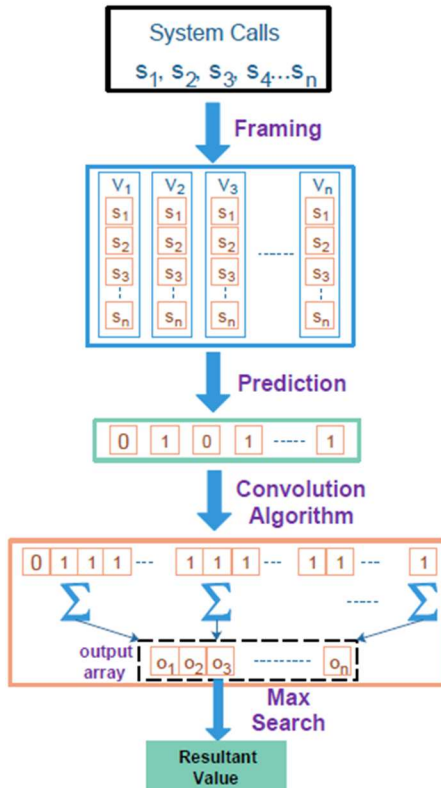 System Calls
s₁, s₂, s₃, s₄...sₙ
Framing
V₁ V₂ V₃ Vₙ
s₁ s₁ s₁ s₁
s₂ s₂ s₂ s₂
s₃ s₃ s₃ s₃
sₙ sₙ sₙ sₙ
Prediction
0 1 0 1 1
Convolution
Algorithm
0 1 1 1 1 1 1 1 1 1
Σ Σ Σ
output
array
o₁ o₂ o₃ oₙ
Max
Search
Resultant
Value